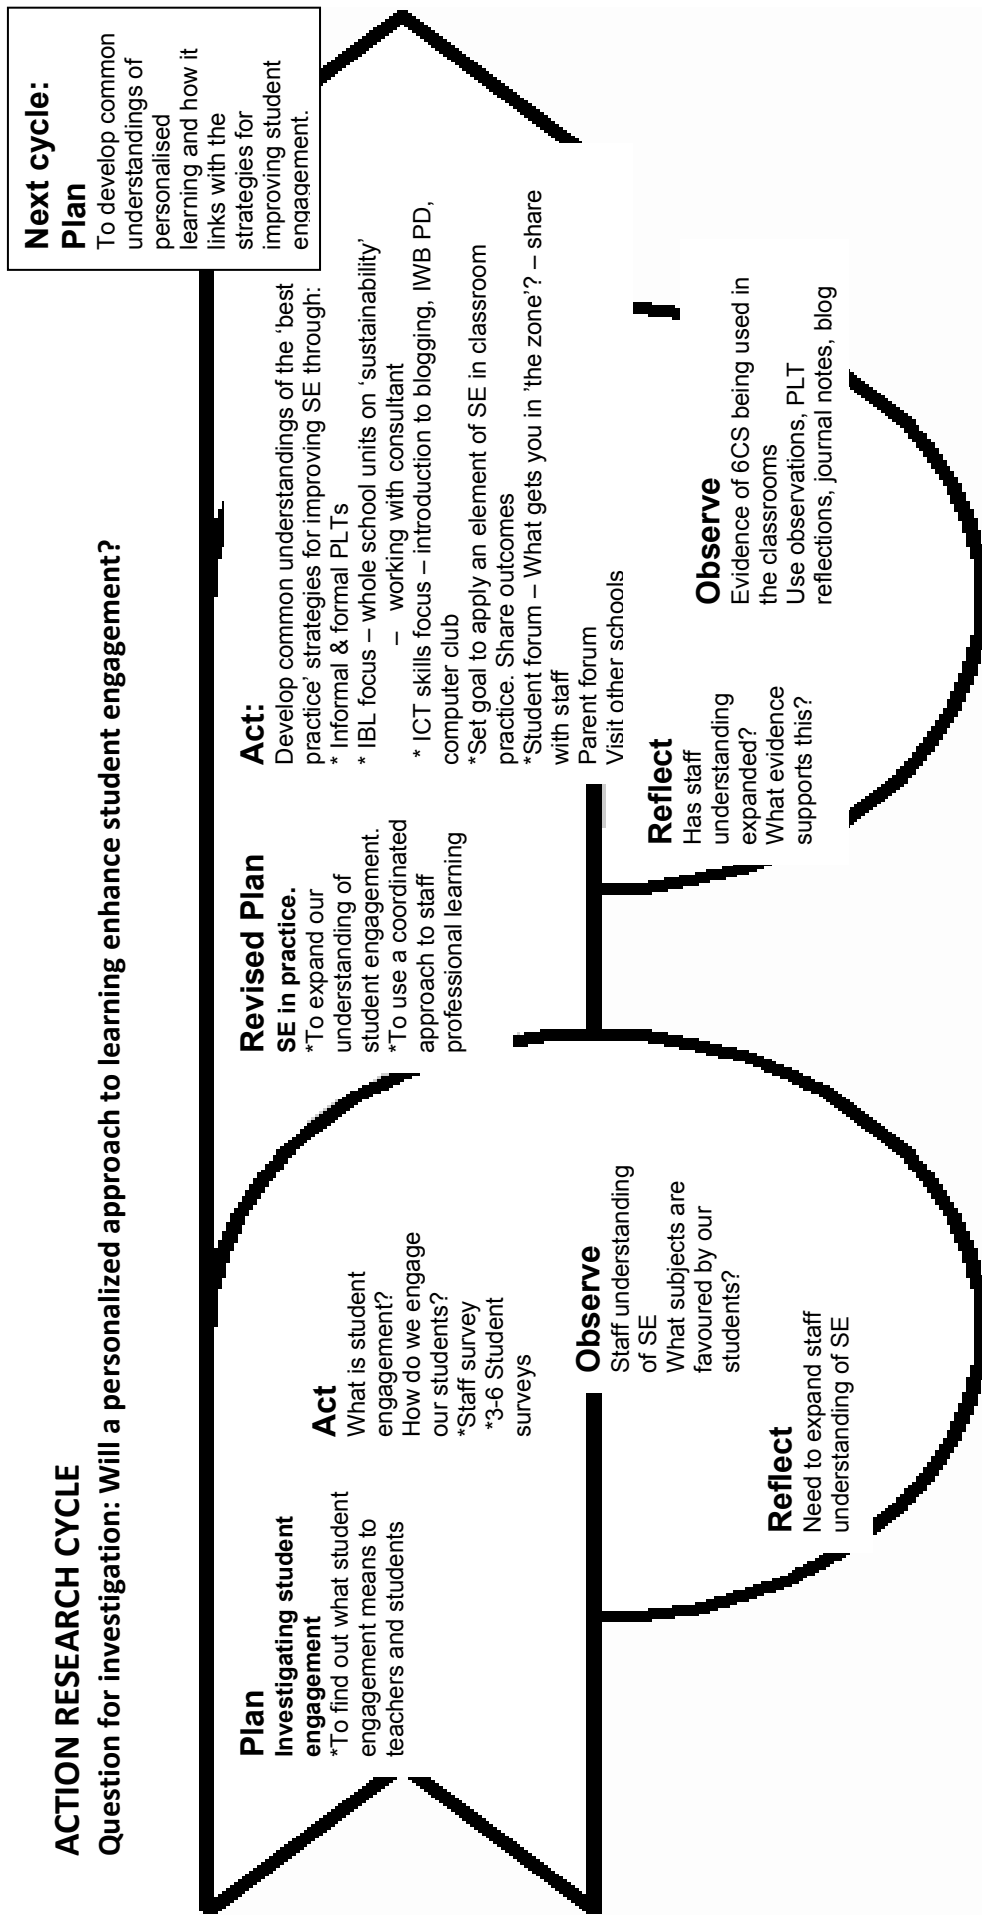 ACTION RESEARCH CYCLE
Question for investigation: Will a personalized approach to learning enhance student engagement?
Plan
Investigating student
engagement
*To find out what student
engagement means to
teachers and students
Act
What is student
engagement?
How do we engage
our students?
*Staff survey
*3-6 Student
surveys
Observe
Staff understanding
of SE
What subjects are
favoured by our
students?
Reflect
Need to expand staff
understanding of SE
Revised Plan
SE in practice.
*To expand our
understanding of
student engagement.
*To use a coordinated
approach to staff
professional learning
Act:
Develop common understandings of the ‘best
practice’ strategies for improving SE through:
* Informal & formal PLTs
* IBL focus – whole school units on ‘sustainability’
– working with consultant
* ICT skills focus – introduction to blogging, IWB PD,
computer club
*Set goal to apply an element of SE in classroom
practice. Share outcomes
*Student forum – What gets you in ’the zone’? – share
with staff
Parent forum
Visit other schools
Observe
Evidence of 6CS being used in
the classrooms
Use observations, PLT
reflections, journal notes, blog
Reflect
Has staff
understanding
expanded?
What evidence
supports this?
Next cycle:
Plan
To develop common
understandings of
personalised
learning and how it
links with the
strategies for
improving student
engagement.